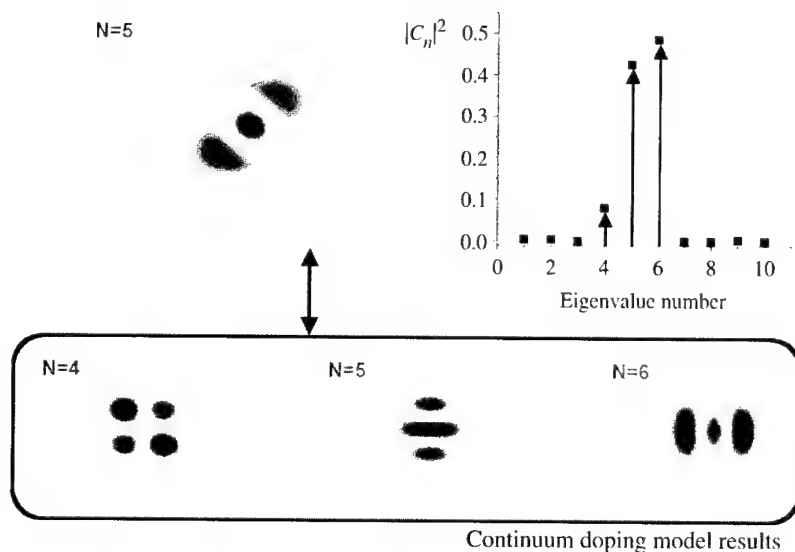 N=5
|Cₙ|²
0.5
0.4
0.3
0.2
0.1
0.0
0 2 4 6 8 10
Eigenvalue number
N=4 N=5 N=6
Continuum doping model results